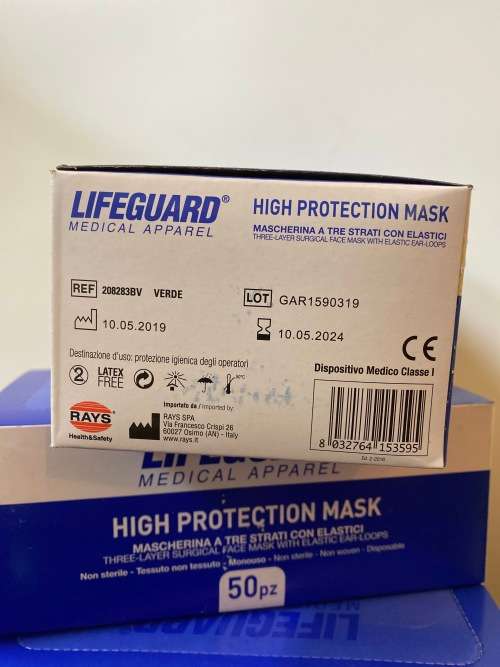 LIFEGUARD®
MEDICAL APPAREL
HIGH PROTECTION MASK
MASCHERINA A TRE STRATI CON ELASTICI
THREE-LAYER SURGICAL FACE MASK WITH ELASTIC EAR-LOOPS
REF 208283BV VERDE
LOT GAR1590319
10.05.2019
10.05.2024
CE
Destinazione d'uso: protezione igienica degli operatori
Dispositivo Medico Classe I
2 LATEX
FREE
RAYS®
Health&Safety
importato da / imported by:
RAYS SPA
Via Francesco Crispi 26
60027 Osimo (AN) - Italy
www.rays.it
8 032764 153595
LIFEGUARD
MEDICAL APPAREL
HIGH PROTECTION MASK
MASCHERINA A TRE STRATI CON ELASTICI
THREE-LAYER SURGICAL FACE MASK WITH ELASTIC EAR-LOOPS
Non sterile - Tessuto non tessuto - Monouso - Non sterile - Non woven - Disposable
50pz
LIFEGUARD